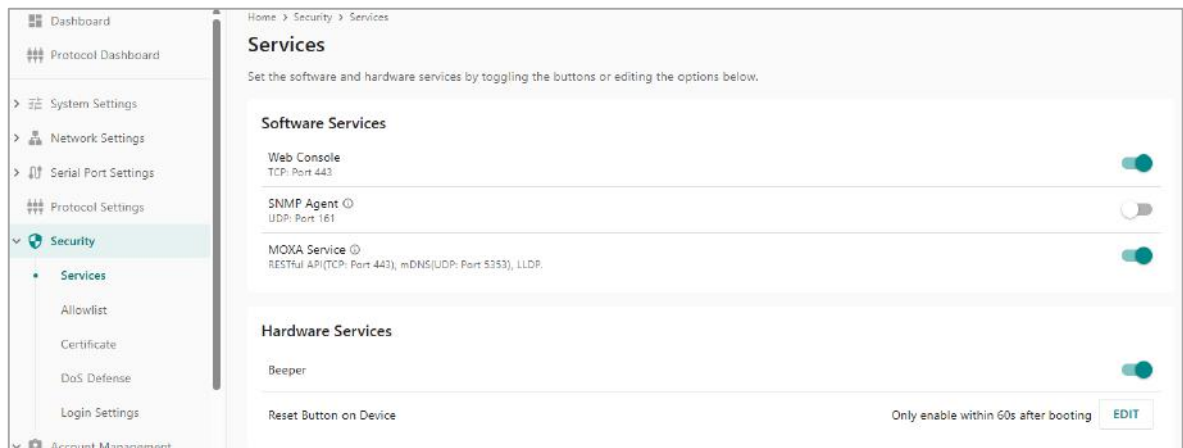 Dashboard
Protocol Dashboard
System Settings
Network Settings
Serial Port Settings
Protocol Settings
Security
Services
Allowlist
Certificate
DoS Defense
Login Settings
Account Management
Home > Security > Services
Services
Set the software and hardware services by toggling the buttons or editing the options below.
Software Services
Web Console
TCP: Port 443
SNMP Agent
UDP: Port 161
MOXA Service
RESTful API(TCP: Port 443), mDNS(UDP: Port 5353), LLDP.
Hardware Services
Beeper
Reset Button on Device Only enable within 60s after booting EDIT